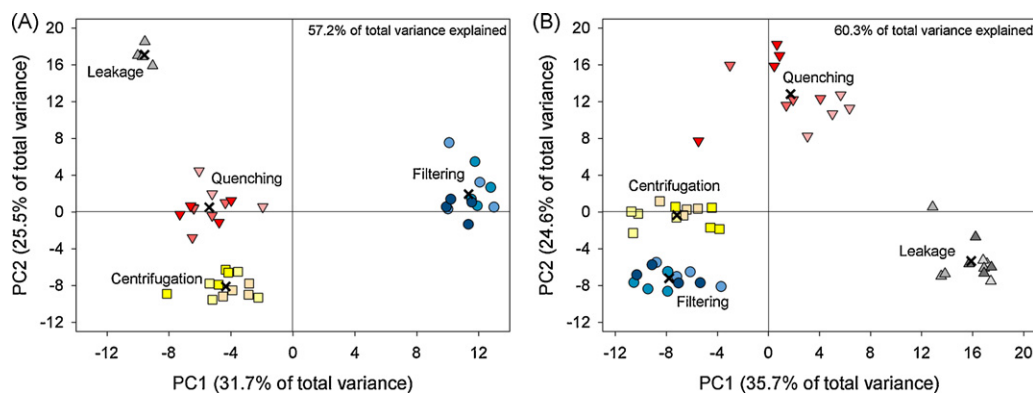 (A)
57.2% of total variance explained
Leakage
Quenching
Filtering
Centrifugation
PC2 (25.5% of total variance)
20
16
12
8
4
0
-4
-8
-12
-12
-8
-4
0
4
8
12
PC1 (31.7% of total variance)
(B)
60.3% of total variance explained
Quenching
Centrifugation
Leakage
Filtering
PC2 (24.6% of total variance)
20
16
12
8
4
0
-4
-8
-12
-12
-8
-4
0
4
8
12
16
20
PC1 (35.7% of total variance)